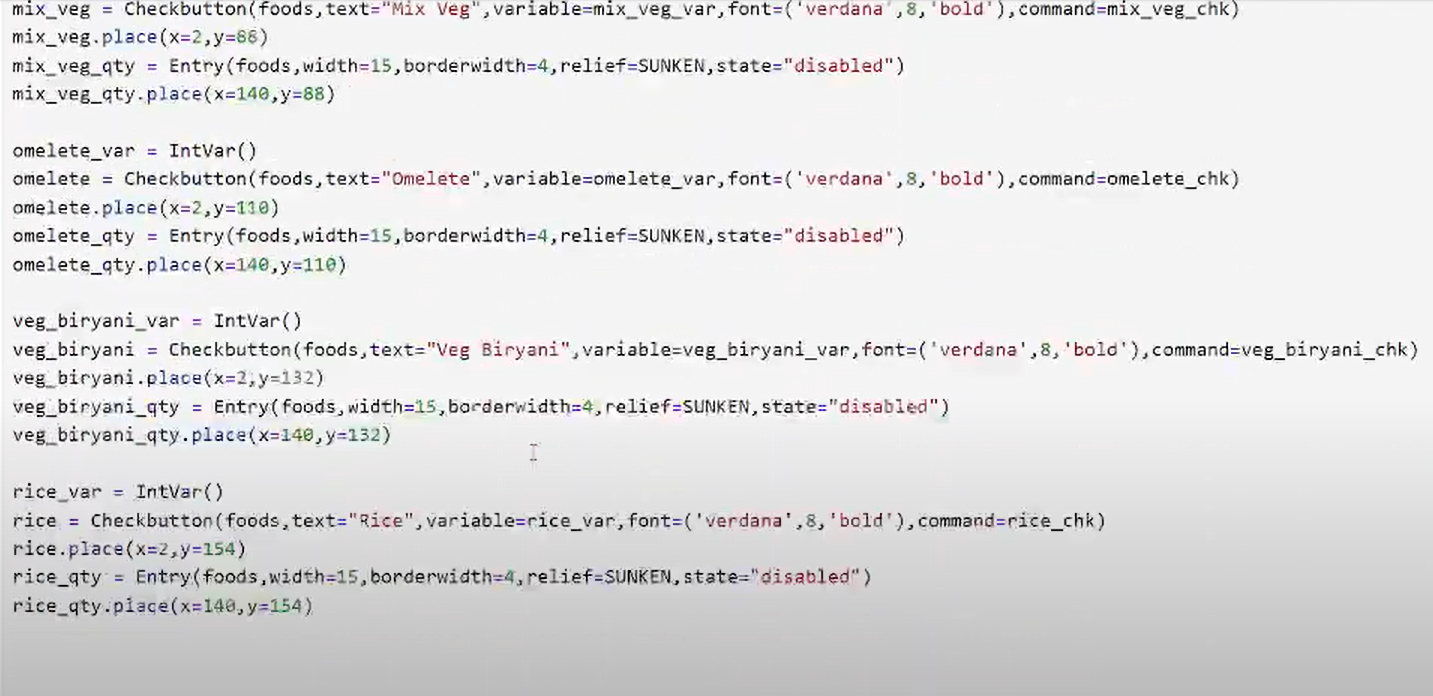 mix_veg = Checkbutton(foods,text="Mix Veg",variable=mix_veg_var,font=('verdana',8,'bold'),command=mix_veg_chk)
mix_veg.place(x=2,y=88)
mix_veg_qty = Entry(foods,width=15,borderwidth=4,relief=SUNKEN,state="disabled")
mix_veg_qty.place(x=140,y=88)
omelete_var = IntVar()
omelete = Checkbutton(foods,text="Omelete",variable=omelete_var,font=('verdana',8,'bold'),command=omelete_chk)
omelete.place(x=2,y=110)
omelete_qty = Entry(foods,width=15,borderwidth=4,relief=SUNKEN,state="disabled")
omelete_qty.place(x=140,y=110)
veg_biryani_var = IntVar()
veg_biryani = Checkbutton(foods,text="Veg Biryani",variable=veg_biryani_var,font=('verdana',8,'bold'),command=veg_biryani_chk)
veg_biryani.place(x=2,y=132)
veg_biryani_qty = Entry(foods,width=15,borderwidth=4,relief=SUNKEN,state="disabled")
veg_biryani_qty.place(x=140,y=132)
rice_var = IntVar()
rice = Checkbutton(foods,text="Rice",variable=rice_var,font=('verdana',8,'bold'),command=rice_chk)
rice.place(x=2,y=154)
rice_qty = Entry(foods,width=15,borderwidth=4,relief=SUNKEN,state="disabled")
rice_qty.place(x=140,y=154)